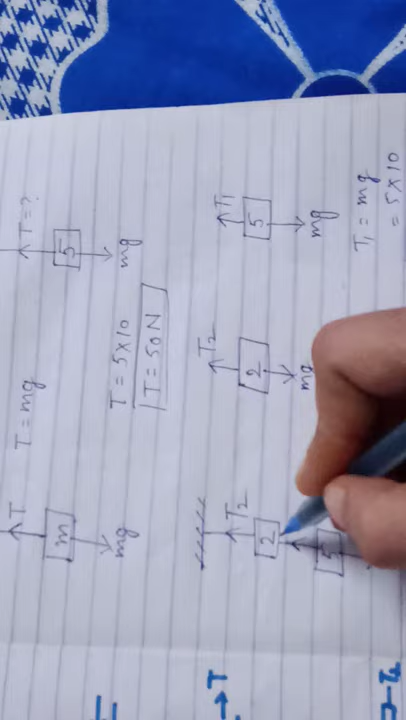 T
m
mg
T = mg
T = ?
5
mg
T = 5 × 10
T = 50 N
T₂
2
5
T₂
2
mg
T₁
5
mg
T₁ = mg
= 5 × 10
→ T